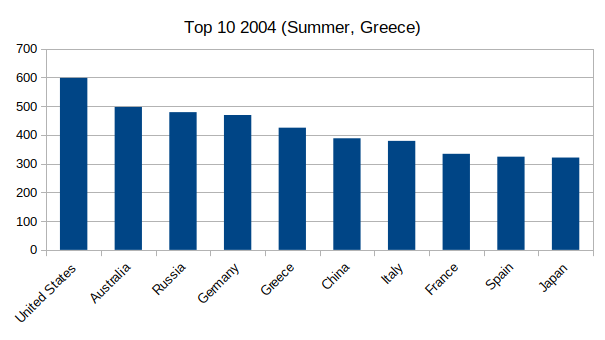 Top 10 2004 (Summer, Greece)
700
600
500
400
300
200
100
0
United States
Australia
Russia
Germany
Greece
China
Italy
France
Spain
Japan